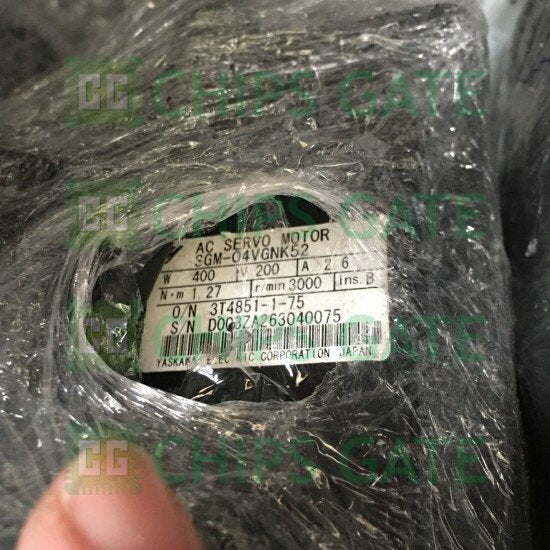 CHIPS GATE
CHIPS GATE
AC SERVO MOTOR
SGM-04VGNK52
W 400 V 200 A 2.6
N·m 1.27 r/min 3000 Ins. B
O/N 3T4851-1-75
S/N D0C3ZA263040075
YASKAWA ELECTRIC CORPORATION JAPAN
CHIPS GATE
CHIPS GATE